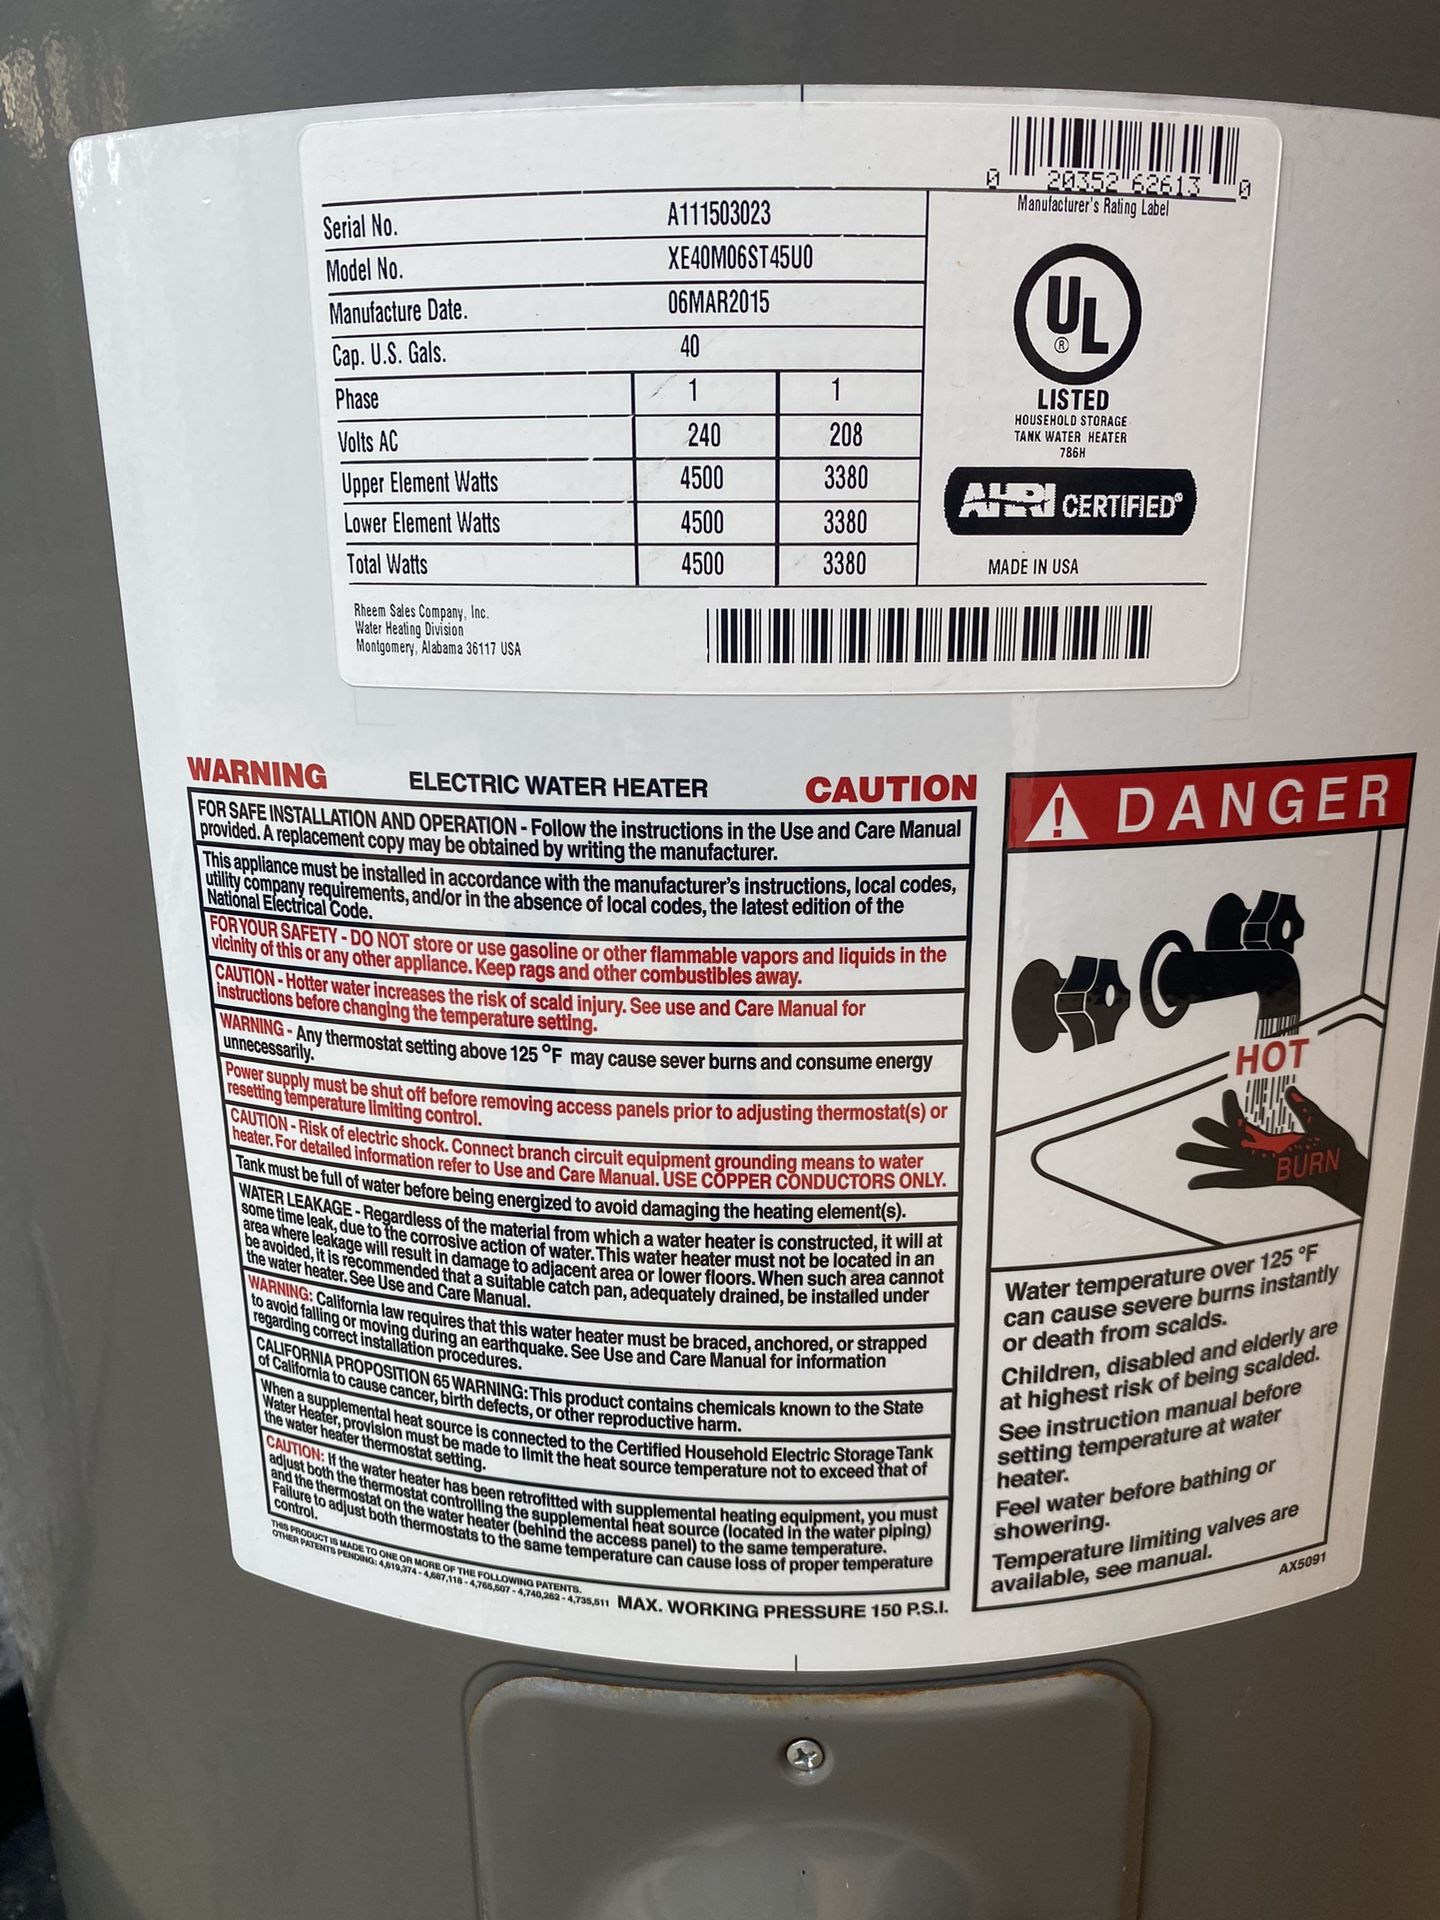 0 20352 62613 0
Manufacturer's Rating Label
Serial No. A111503023
Model No. XE40M06ST45U0
Manufacture Date. 06MAR2015
Cap. U.S. Gals. 40
Phase 1 1
Volts AC 240 208
Upper Element Watts 4500 3380
Lower Element Watts 4500 3380
Total Watts 4500 3380
UL
®
LISTED
HOUSEHOLD STORAGE
TANK WATER HEATER
786H
AHRI CERTIFIED®
MADE IN USA
Rheem Sales Company, Inc.
Water Heating Division
Montgomery, Alabama 36117 USA
WARNING ELECTRIC WATER HEATER CAUTION
FOR SAFE INSTALLATION AND OPERATION - Follow the instructions in the Use and Care Manual
provided. A replacement copy may be obtained by writing the manufacturer.
This appliance must be installed in accordance with the manufacturer's instructions, local codes,
utility company requirements, and/or in the absence of local codes, the latest edition of the
National Electrical Code.
FOR YOUR SAFETY - DO NOT store or use gasoline or other flammable vapors and liquids in the
vicinity of this or any other appliance. Keep rags and other combustibles away.
CAUTION - Hotter water increases the risk of scald injury. See use and Care Manual for
instructions before changing the temperature setting.
WARNING - Any thermostat setting above 125 °F may cause sever burns and consume energy
unnecessarily.
Power supply must be shut off before removing access panels prior to adjusting thermostat(s) or
resetting temperature limiting control.
CAUTION - Risk of electric shock. Connect branch circuit equipment grounding means to water
heater. For detailed information refer to Use and Care Manual. USE COPPER CONDUCTORS ONLY.
Tank must be full of water before being energized to avoid damaging the heating element(s).
WATER LEAKAGE - Regardless of the material from which a water heater is constructed, it will at
some time leak, due to the corrosive action of water. This water heater must not be located in an
area where leakage will result in damage to adjacent area or lower floors. When such area cannot
be avoided, it is recommended that a suitable catch pan, adequately drained, be installed under
the water heater. See Use and Care Manual.
WARNING: California law requires that this water heater must be braced, anchored, or strapped
to avoid falling or moving during an earthquake. See Use and Care Manual for information
regarding correct installation procedures.
CALIFORNIA PROPOSITION 65 WARNING: This product contains chemicals known to the State
of California to cause cancer, birth defects, or other reproductive harm.
When a supplemental heat source is connected to the Certified Household Electric Storage Tank
Water Heater, provision must be made to limit the heat source temperature not to exceed that of
the water heater thermostat setting.
CAUTION: If the water heater has been retrofitted with supplemental heating equipment, you must
adjust both the thermostat controlling the supplemental heat source (located in the water piping)
and the thermostat on the water heater (behind the access panel) to the same temperature.
Failure to adjust both thermostats to the same temperature can cause loss of proper temperature
control.
THIS PRODUCT IS MADE TO ONE OR MORE OF THE FOLLOWING PATENTS.
OTHER PATENTS PENDING: 4,619,374 - 4,687,118 - 4,765,507 - 4,740,262 - 4,735,511 MAX. WORKING PRESSURE 150 P.S.I.
DANGER
HOT
BURN
Water temperature over 125 °F
can cause severe burns instantly
or death from scalds.
Children, disabled and elderly are
at highest risk of being scalded.
See instruction manual before
setting temperature at water
heater.
Feel water before bathing or
showering.
Temperature limiting valves are
available, see manual.
AX5091